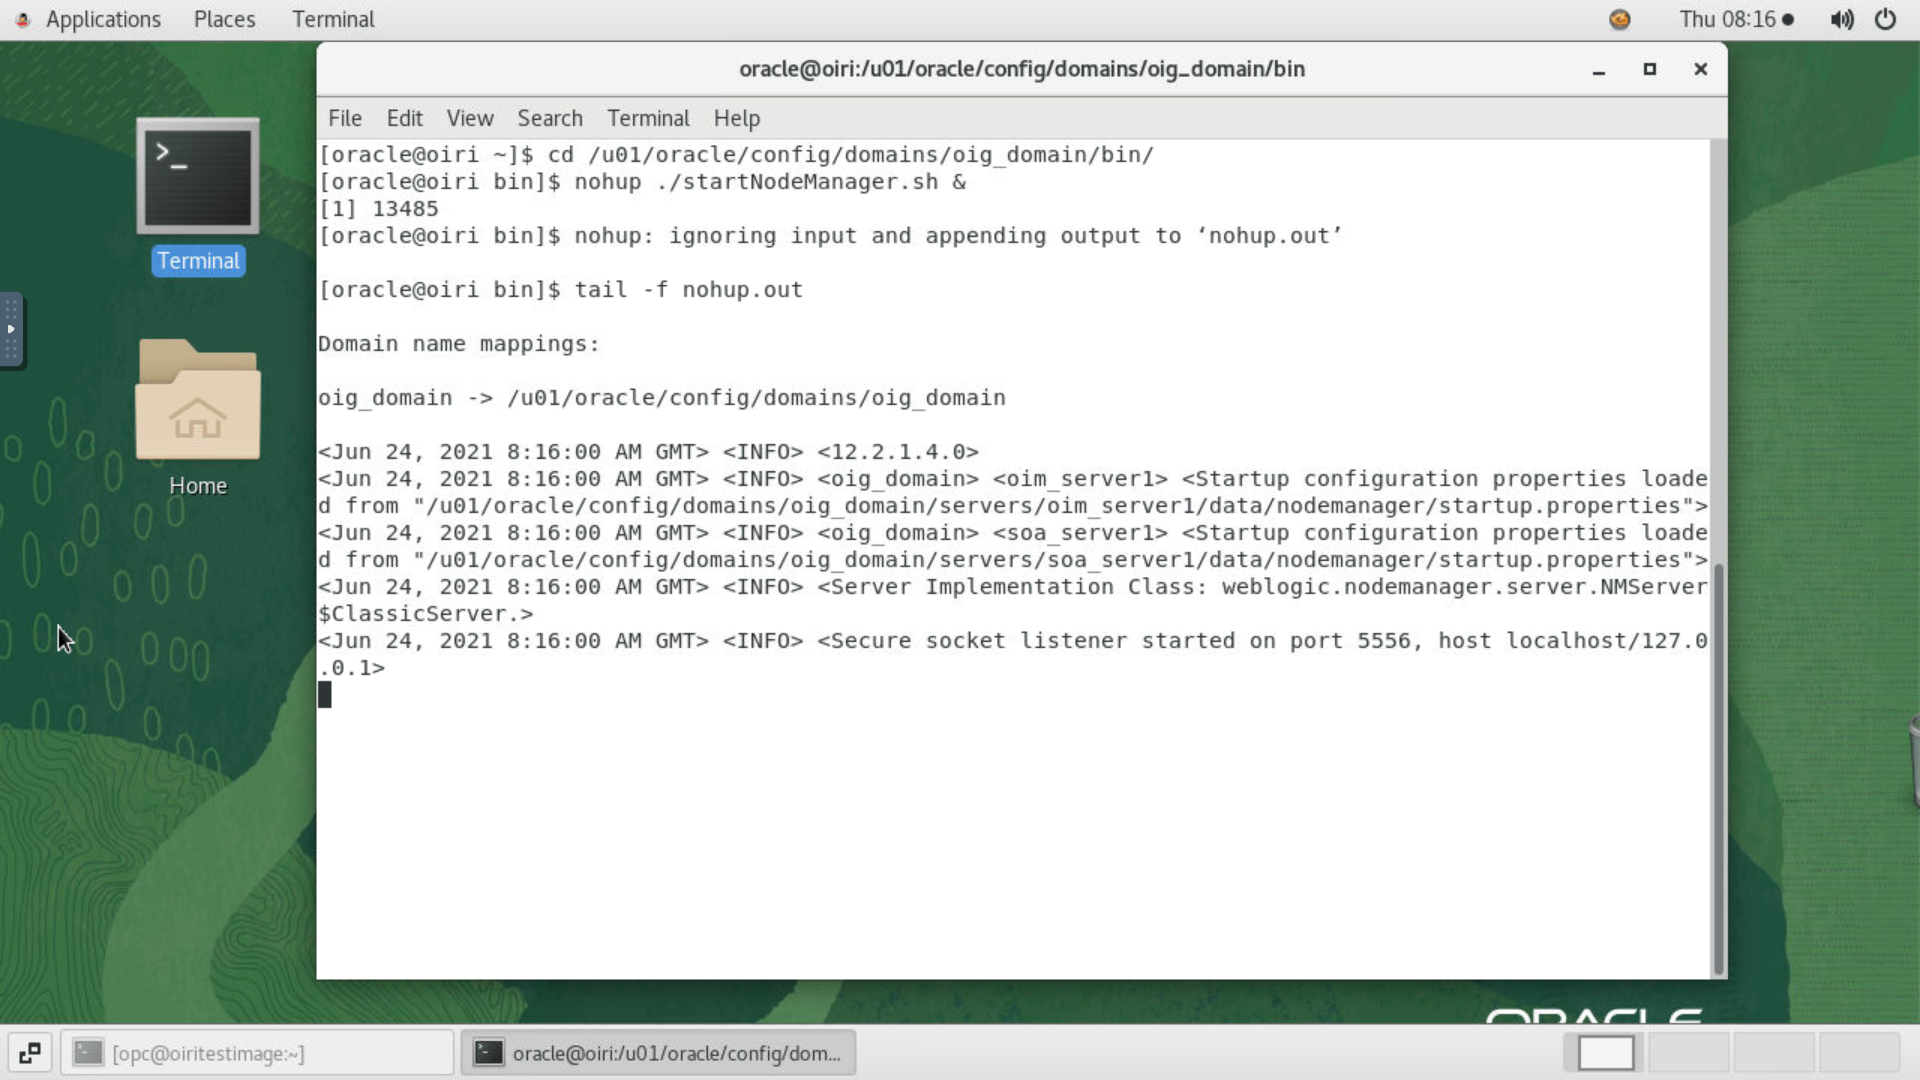 Applications Places Terminal Thu 08:16
oracle@oiri:/u01/oracle/config/domains/oig_domain/bin
File Edit View Search Terminal Help
[oracle@oiri ~]$ cd /u01/oracle/config/domains/oig_domain/bin/
[oracle@oiri bin]$ nohup ./startNodeManager.sh &
[1] 13485
[oracle@oiri bin]$ nohup: ignoring input and appending output to ‘nohup.out’
[oracle@oiri bin]$ tail -f nohup.out
Domain name mappings:
oig_domain -> /u01/oracle/config/domains/oig_domain
<Jun 24, 2021 8:16:00 AM GMT> <INFO> <12.2.1.4.0>
<Jun 24, 2021 8:16:00 AM GMT> <INFO> <oig_domain> <oim_server1> <Startup configuration properties loade
d from "/u01/oracle/config/domains/oig_domain/servers/oim_server1/data/nodemanager/startup.properties">
<Jun 24, 2021 8:16:00 AM GMT> <INFO> <oig_domain> <soa_server1> <Startup configuration properties loade
d from "/u01/oracle/config/domains/oig_domain/servers/soa_server1/data/nodemanager/startup.properties">
<Jun 24, 2021 8:16:00 AM GMT> <INFO> <Server Implementation Class: weblogic.nodemanager.server.NMServer
$ClassicServer.>
<Jun 24, 2021 8:16:00 AM GMT> <INFO> <Secure socket listener started on port 5556, host localhost/127.0
.0.1>
>_
Terminal
Home
ORACLE
[opc@oiritestimage:~]
oracle@oiri:/u01/oracle/config/dom...